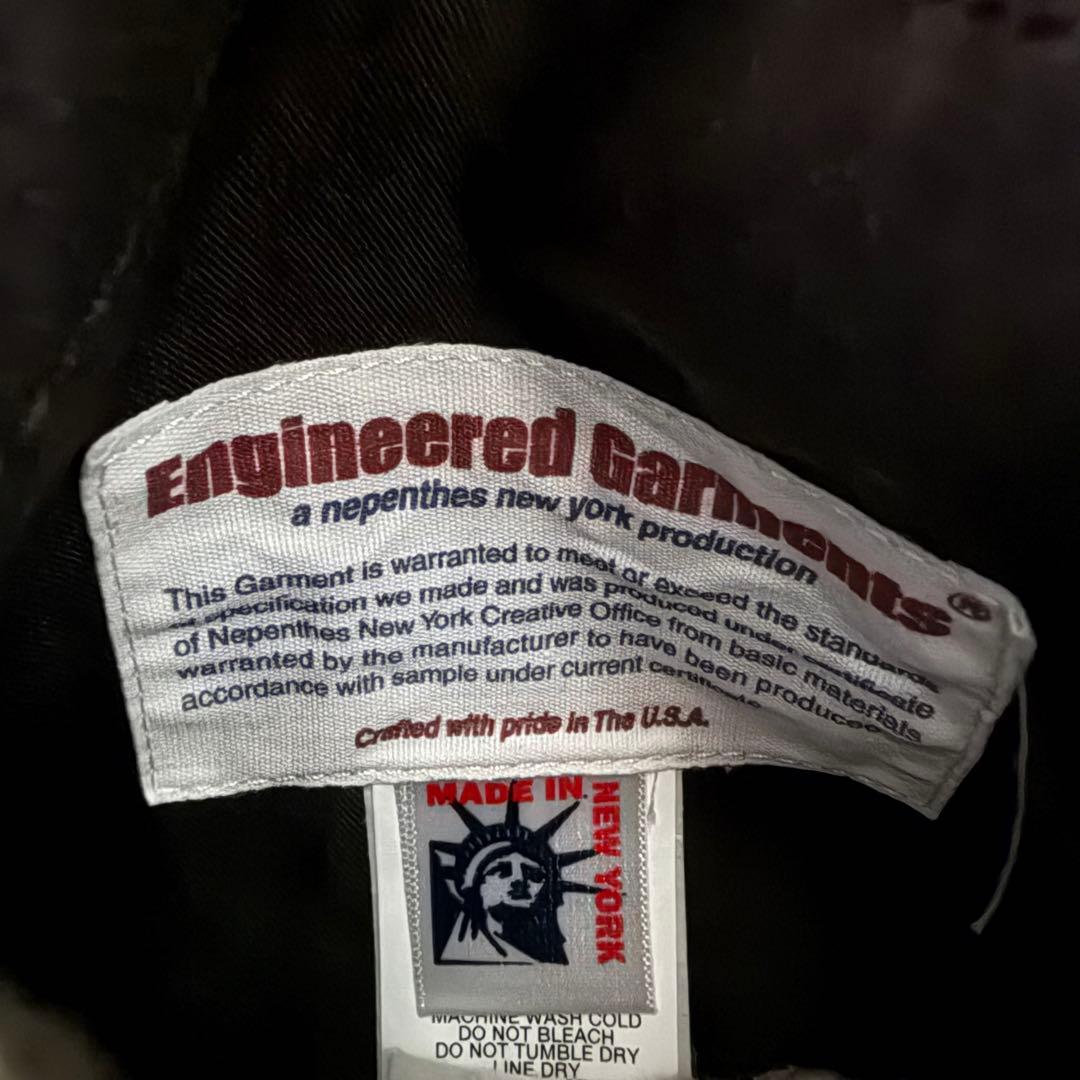 Engineered Garments®
a nepenthes new york production
This Garment is warranted to meet or exceed the standards
of specification we made and was produced under certificate
of Nepenthes New York Creative Office from basic materials
warranted by the manufacturer to have been produced
accordance with sample under current certificate
Crafted with pride in The U.S.A.
MADE IN
NEW YORK
MACHINE WASH COLD
DO NOT BLEACH
DO NOT TUMBLE DRY
LINE DRY